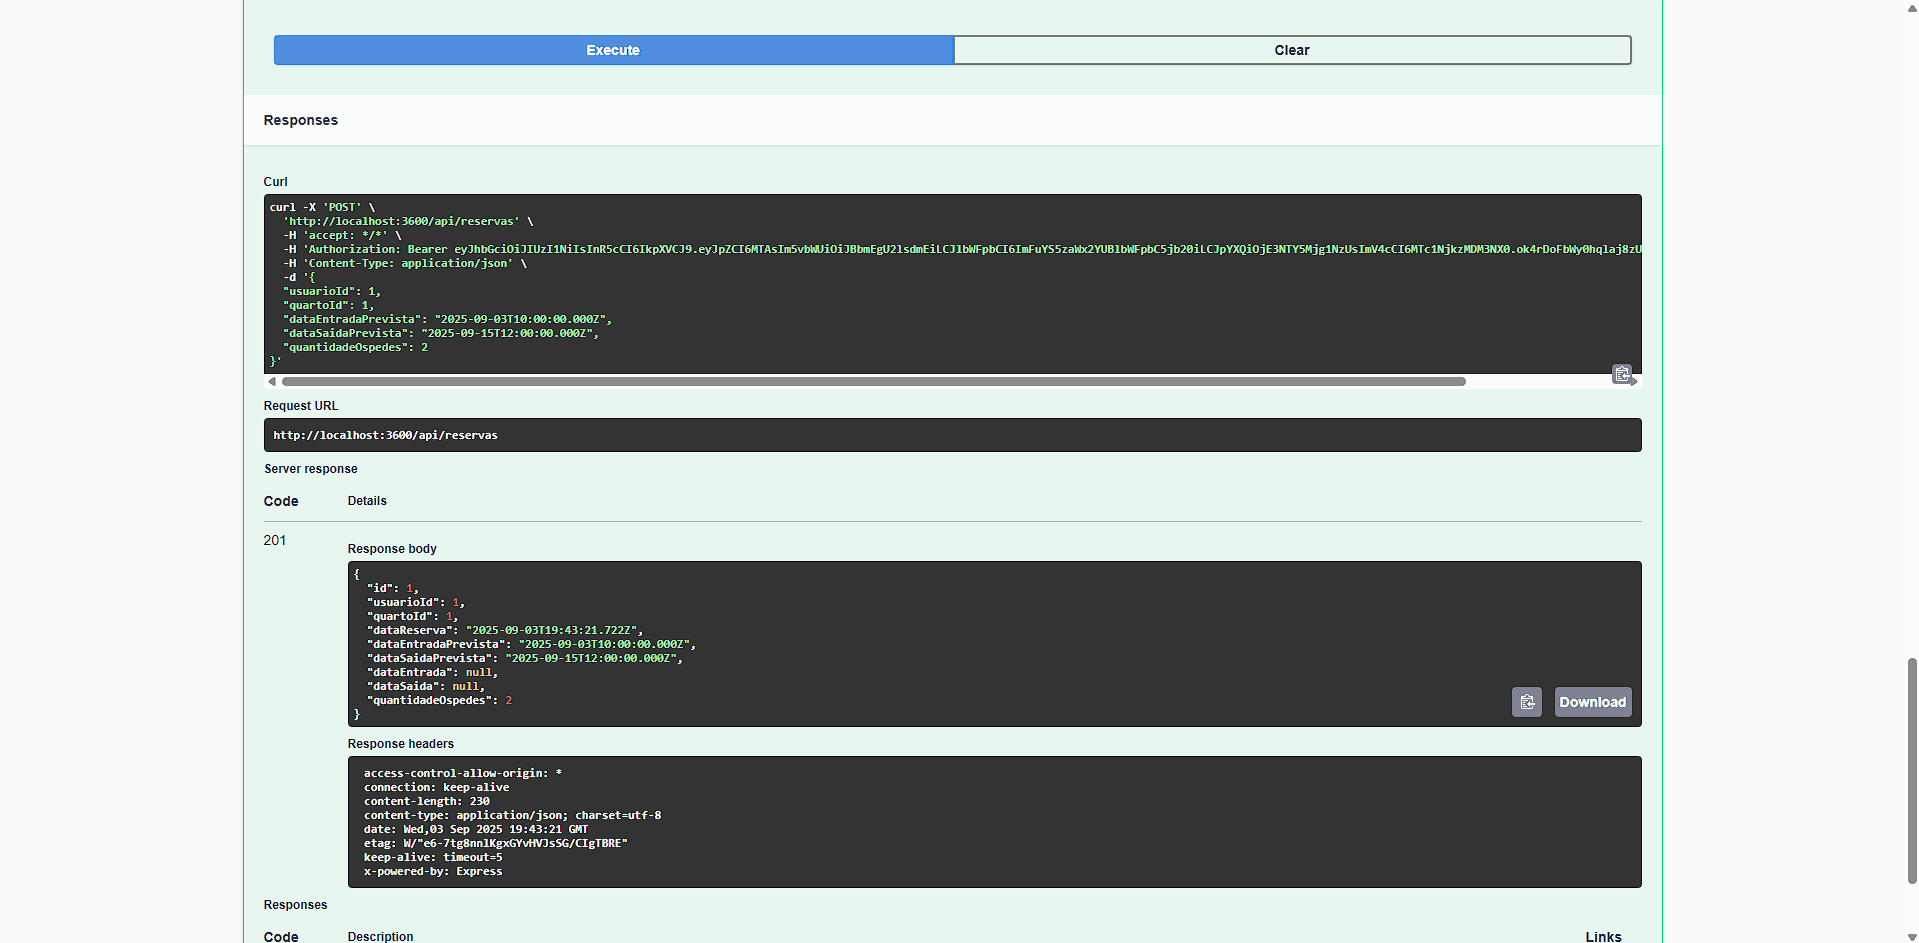 Execute
Clear
Responses
Curl
curl -X 'POST' \
'http://localhost:3600/api/reservas' \
-H 'accept: */*' \
-H 'Authorization: Bearer
-H 'Content-Type: application/json' \
-d '{
"usuarioId": 1,
"quartoId": 1,
"dataEntradaPrevista": "2025-09-03T10:00:00.000Z",
"dataSaidaPrevista": "2025-09-15T12:00:00.000Z",
"quantidadeOspedes": 2
}'
Request URL
http://localhost:3600/api/reservas
Server response
Code
Details
201
Response body
{
"id": 1,
"usuarioId": 1,
"quartoId": 1,
"dataReserva": "2025-09-03T19:43:21.722Z",
"dataEntradaPrevista": "2025-09-03T10:00:00.000Z",
"dataSaidaPrevista": "2025-09-15T12:00:00.000Z",
"dataEntrada": null,
"dataSaida": null,
"quantidadeOspedes": 2
}
Download
Response headers
access-control-allow-origin: *
connection: keep-alive
content-length: 230
content-type: application/json; charset=utf-8
date: Wed,03 Sep 2025 19:43:21 GMT
etag: W/"e6-7tg8nnlKgxGYvHVJsSG/CIgTBRE"
keep-alive: timeout=5
x-powered-by: Express
Responses
Code
Description
Links